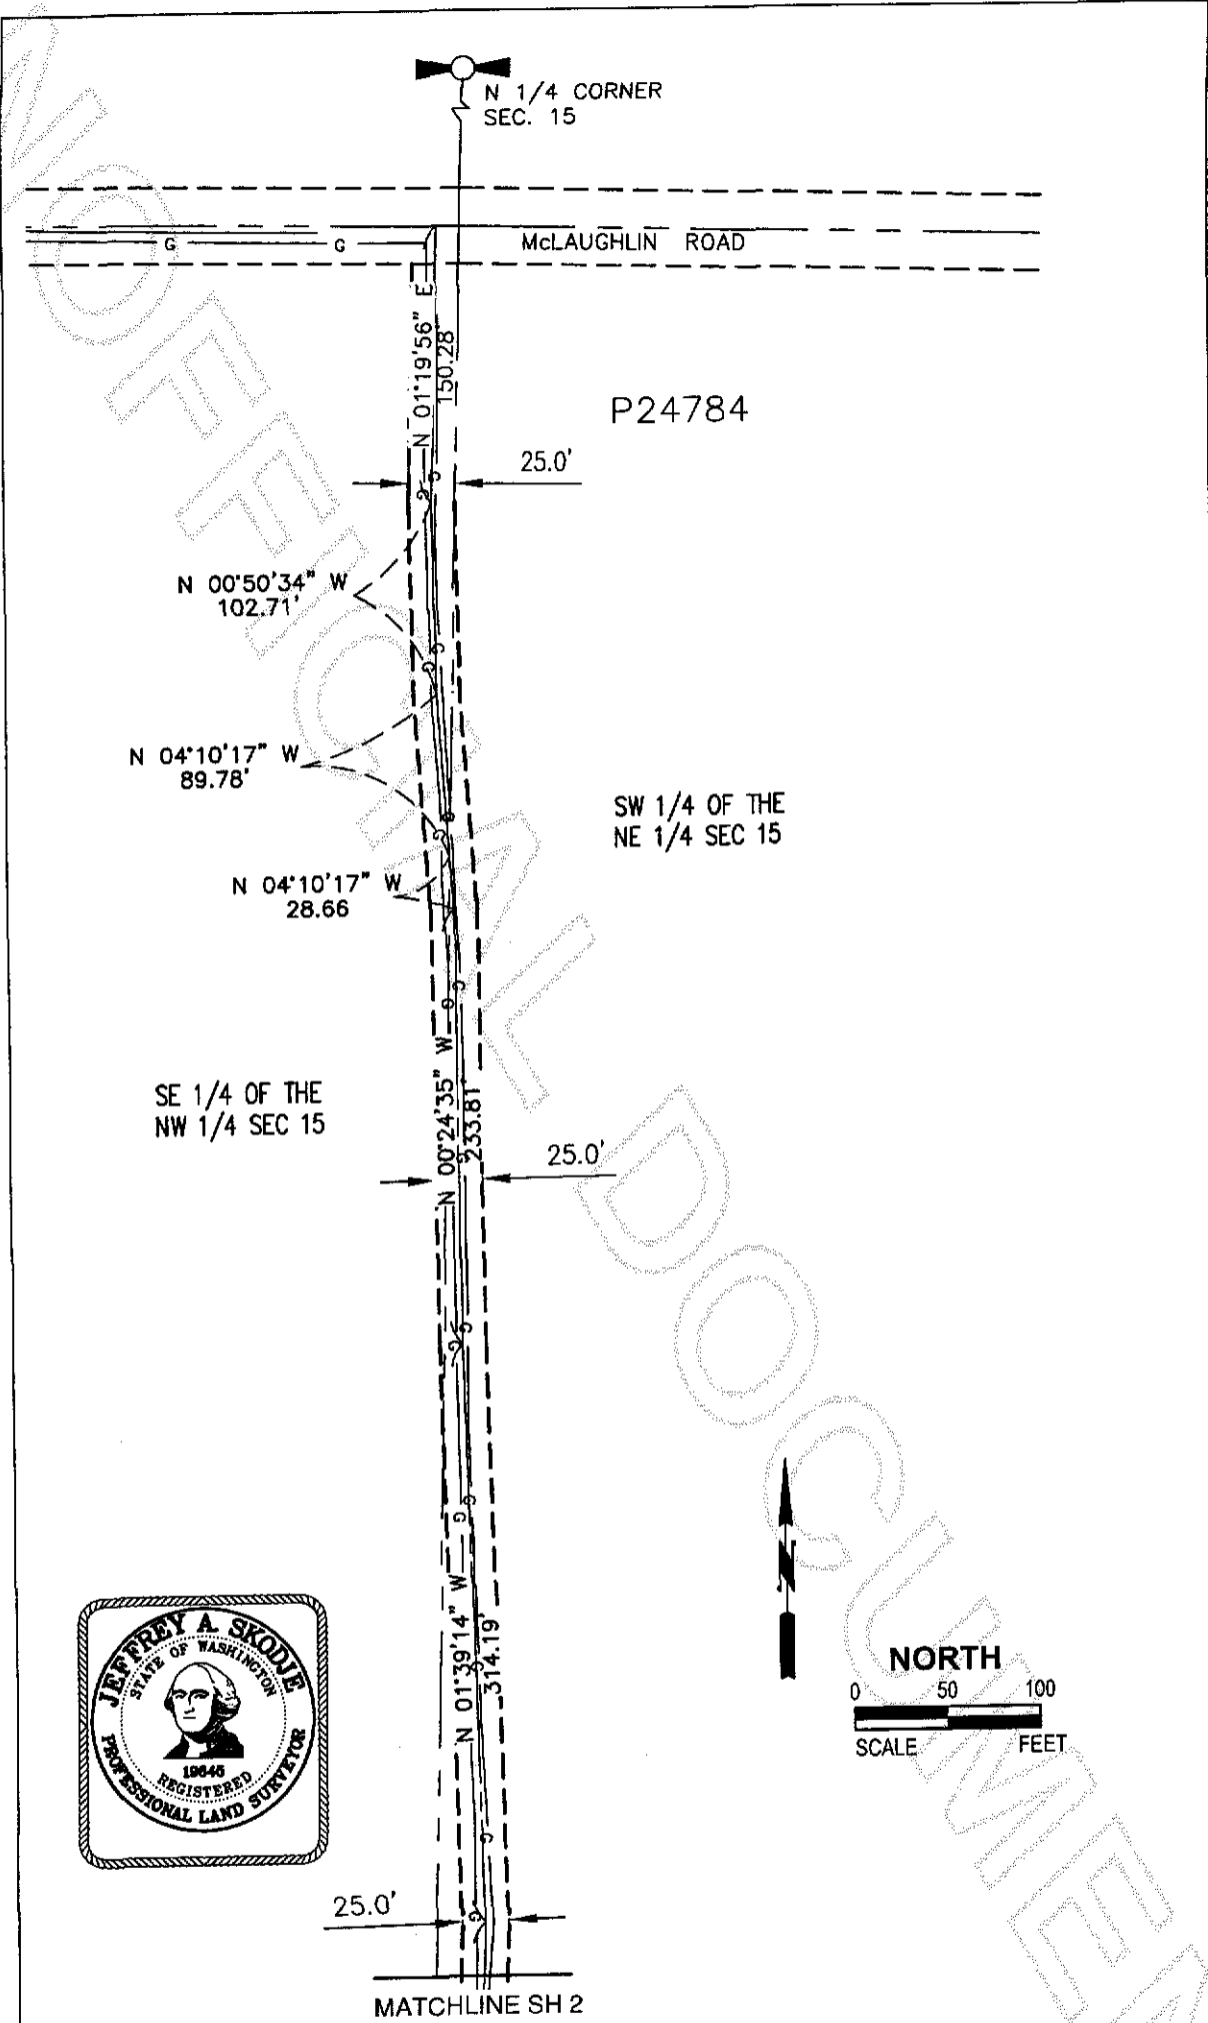 N 1/4 CORNER
SEC. 15
G G
McLAUGHLIN ROAD
N 01°19'56" E
150.28'
P24784
25.0'
N 00°50'34" W
102.71'
N 04°10'17" W
89.78'
SW 1/4 OF THE
NE 1/4 SEC 15
N 04°10'17" W
28.66
SE 1/4 OF THE
NW 1/4 SEC 15
N 00°24'35" W
233.81'
25.0'
N 01°39'14" W
314.19'
JEFFREY A. SKODJE
STATE OF WASHINGTON
19645
REGISTERED
PROFESSIONAL LAND SURVEYOR
N
NORTH
0 50 100
SCALE FEET
25.0'
MATCHLINE SH 2
UNOFFICIAL DOCUMENT